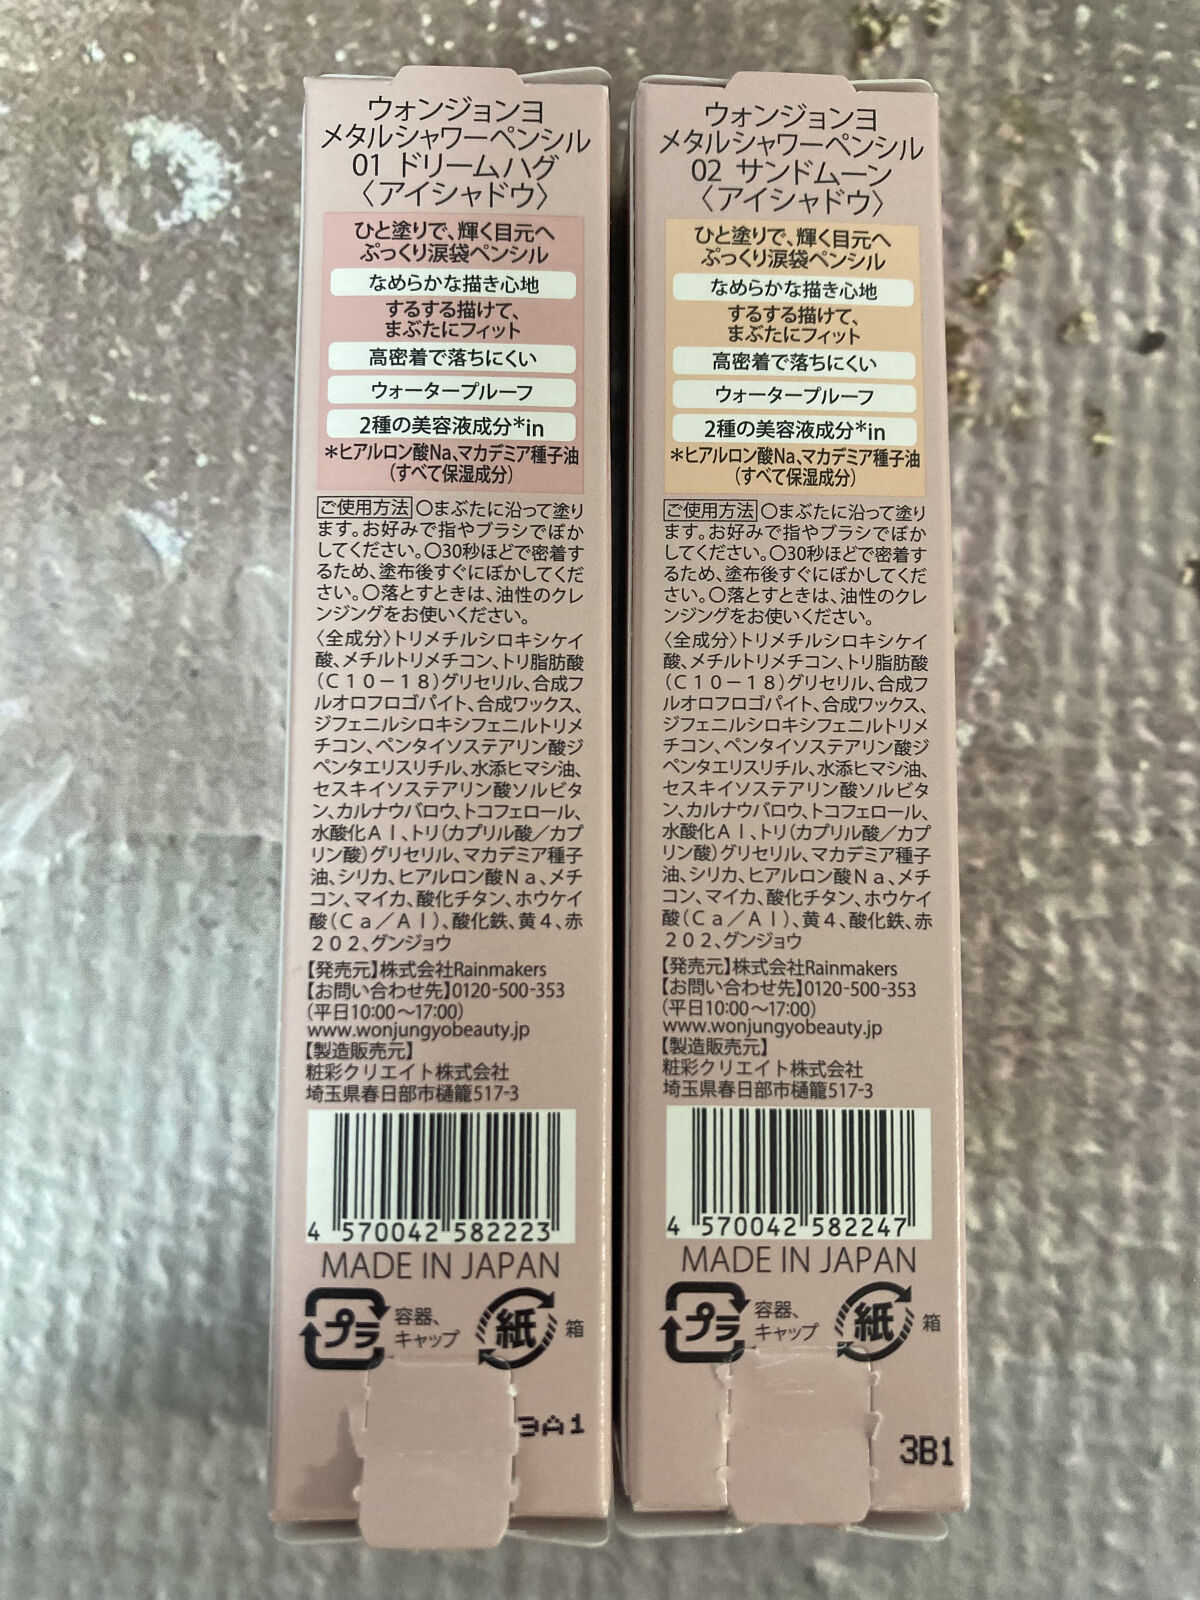 ウォンジョンヨ
メタルシャワーペンシル
01 ドリームハグ
〈アイシャドウ〉
ひと塗りで、輝く目元へ
ぷっくり涙袋ペンシル
なめらかな描き心地
するする描けて、
まぶたにフィット
高密着で落ちにくい
ウォータープルーフ
2種の美容液成分*in
*ヒアルロン酸Na、マカデミア種子油
(すべて保湿成分)
ご使用方法 〇まぶたに沿って塗り
ます。お好みで指やブラシでぼか
してください。〇30秒ほどで密着す
るため、塗布後すぐにぼかしてくだ
さい。〇落とすときは、油性のクレ
ンジングをお使いください。
〈全成分〉トリメチルシロキシケイ
酸、メチルトリメチコン、トリ脂肪酸
(C10-18)グリセリル、合成フ
ルオロフロゴパイト、合成ワックス、
ジフェニルシロキシフェニルトリメ
チコン、ペンタイソステアリン酸ジ
ペンタエリスリチル、水添ヒマシ油、
セスキイソステアリン酸ソルビタ
ン、カルナウバロウ、トコフェロール、
水酸化Al、トリ(カプリル酸/カプ
リン酸)グリセリル、マカデミア種子
油、シリカ、ヒアルロン酸Na、メチ
コン、マイカ、酸化チタン、ホウケイ
酸(Ca/Al)、酸化鉄、黄4、赤
202、グンジョウ
【発売元】株式会社Rainmakers
【お問い合わせ先】0120-500-353
(平日10:00〜17:00)
www.wonjungyobeauty.jp
【製造販売元】
粧彩クリエイト株式会社
埼玉県春日部市樋籠517-3
4 570042 582223
MADE IN JAPAN
プラ 容器、
キャップ
紙 箱
3A1
ウォンジョンヨ
メタルシャワーペンシル
02 サンドムーン
〈アイシャドウ〉
ひと塗りで、輝く目元へ
ぷっくり涙袋ペンシル
なめらかな描き心地
するする描けて、
まぶたにフィット
高密着で落ちにくい
ウォータープルーフ
2種の美容液成分*in
*ヒアルロン酸Na、マカデミア種子油
(すべて保湿成分)
ご使用方法 〇まぶたに沿って塗り
ます。お好みで指やブラシでぼか
してください。〇30秒ほどで密着す
るため、塗布後すぐにぼかしてくだ
さい。〇落とすときは、油性のクレ
ンジングをお使いください。
〈全成分〉トリメチルシロキシケイ
酸、メチルトリメチコン、トリ脂肪酸
(C10-18)グリセリル、合成フ
ルオロフロゴパイト、合成ワックス、
ジフェニルシロキシフェニルトリメ
チコン、ペンタイソステアリン酸ジ
ペンタエリスリチル、水添ヒマシ油、
セスキイソステアリン酸ソルビタ
ン、カルナウバロウ、トコフェロール、
水酸化Al、トリ(カプリル酸/カプ
リン酸)グリセリル、マカデミア種子
油、シリカ、ヒアルロン酸Na、メチ
コン、マイカ、酸化チタン、ホウケイ
酸(Ca/Al)、黄4、酸化鉄、赤
202、グンジョウ
【発売元】株式会社Rainmakers
【お問い合わせ先】0120-500-353
(平日10:00〜17:00)
www.wonjungyobeauty.jp
【製造販売元】
粧彩クリエイト株式会社
埼玉県春日部市樋籠517-3
4 570042 582247
MADE IN JAPAN
プラ 容器、
キャップ
紙 箱
3B1